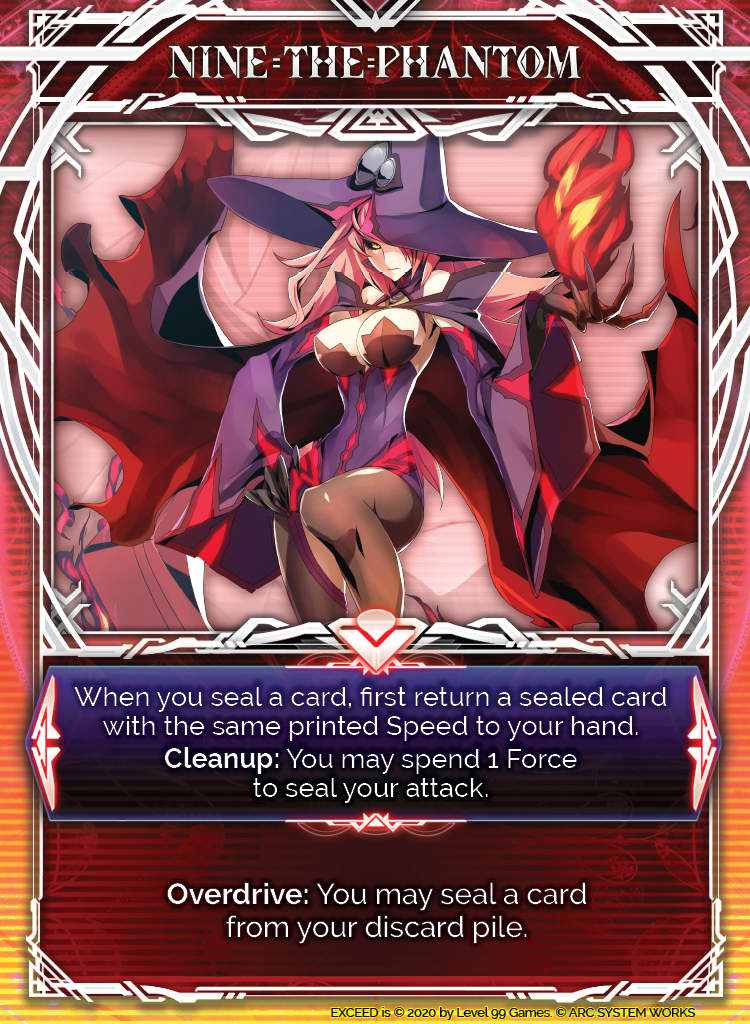 NINE=THE=PHANTOM
When you seal a card, first return a sealed card
with the same printed Speed to your hand.
Cleanup: You may spend 1 Force
to seal your attack.
Overdrive: You may seal a card
from your discard pile.
EXCEED is © 2020 by Level 99 Games. © ARC SYSTEM WORKS